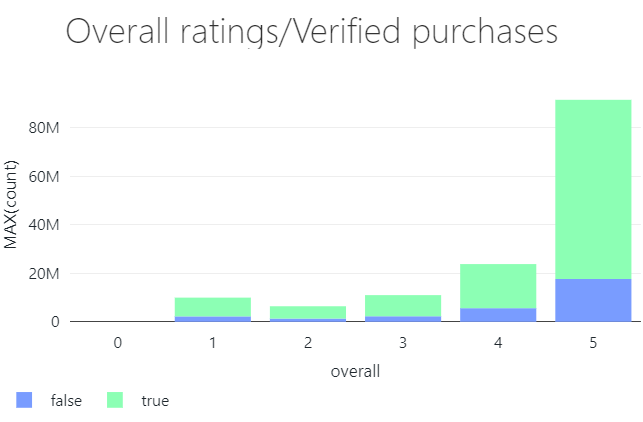 Overall ratings/Verified purchases
MAX(count)
80M
60M
40M
20M
0
0 1 2 3 4 5
overall
false true